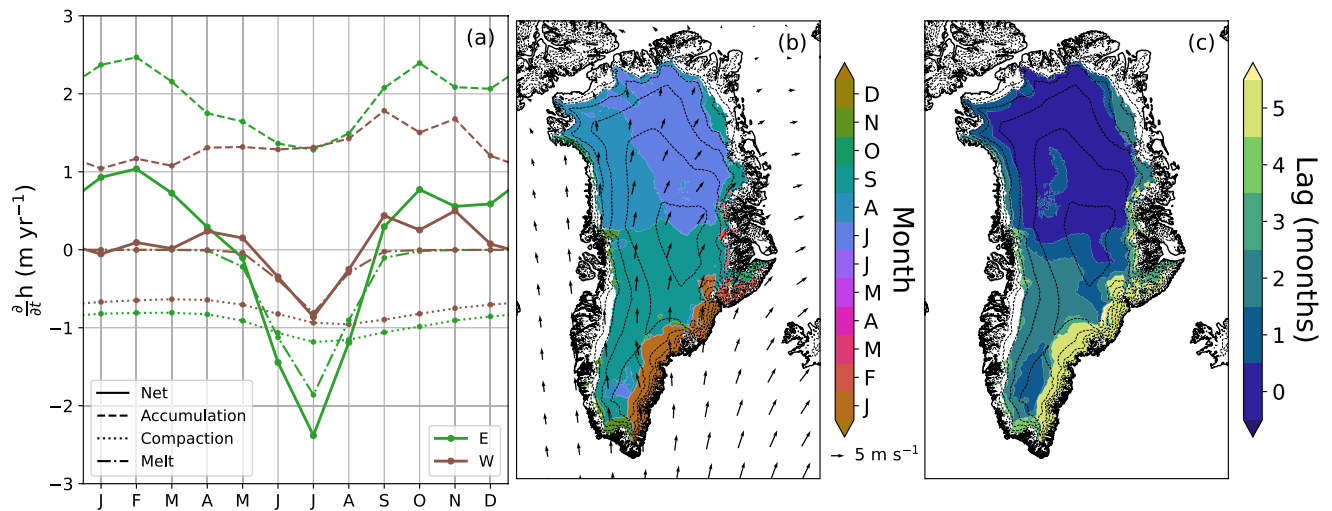 (a)
∂/∂t h (m yr⁻¹)
3
2
1
0
−1
−2
−3
Net
Accumulation
Compaction
Melt
E
W
J F M A M J J A S O N D
(b)
D
N
O
S
A
J
J
M
A
M
F
J
Month
5 m s⁻¹
(c)
5
4
3
2
1
0
Lag (months)